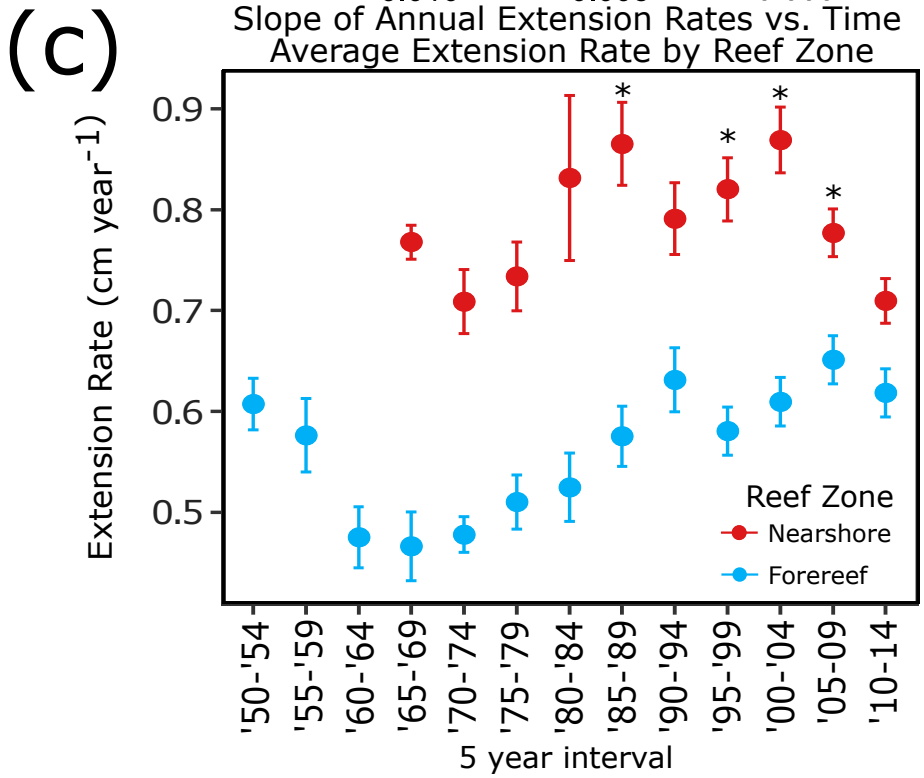 (c)
Slope of Annual Extension Rates vs. Time
Average Extension Rate by Reef Zone
Extension Rate (cm year-1)
0.9
0.8
0.7
0.6
0.5
*
*
*
*
Reef Zone
Nearshore
Forereef
'50-'54
'55-'59
'60-'64
'65-'69
'70-'74
'75-'79
'80-'84
'85-'89
'90-'94
'95-'99
'00-'04
'05-09
'10-14
5 year interval